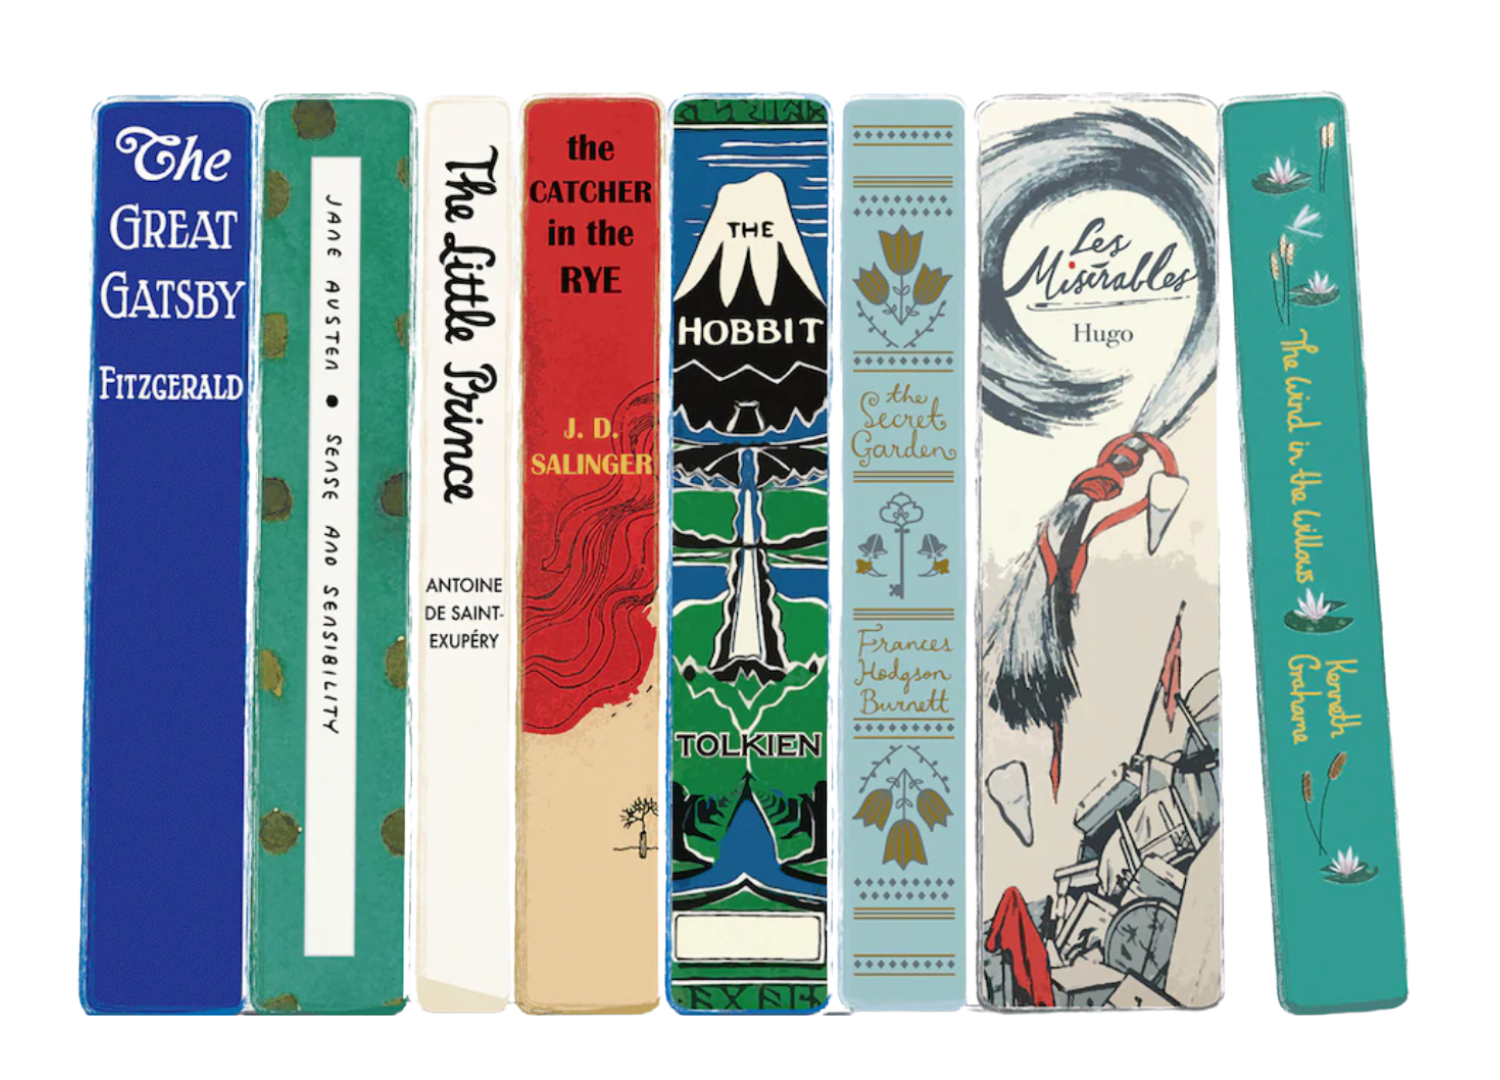 The
GREAT
GATSBY
FITZGERALD
JANE AUSTEN • SENSE AND SENSIBILITY
The Little Prince
ANTOINE
DE SAINT-
EXUPÉRY
the
CATCHER
in the
RYE
J. D.
SALINGER
THE
HOBBIT
TOLKIEN
the
Secret
Garden
Frances
Hodgson
Burnett
Les
Misérables
Hugo
The Wind in the Willows
Kenneth
Grahame